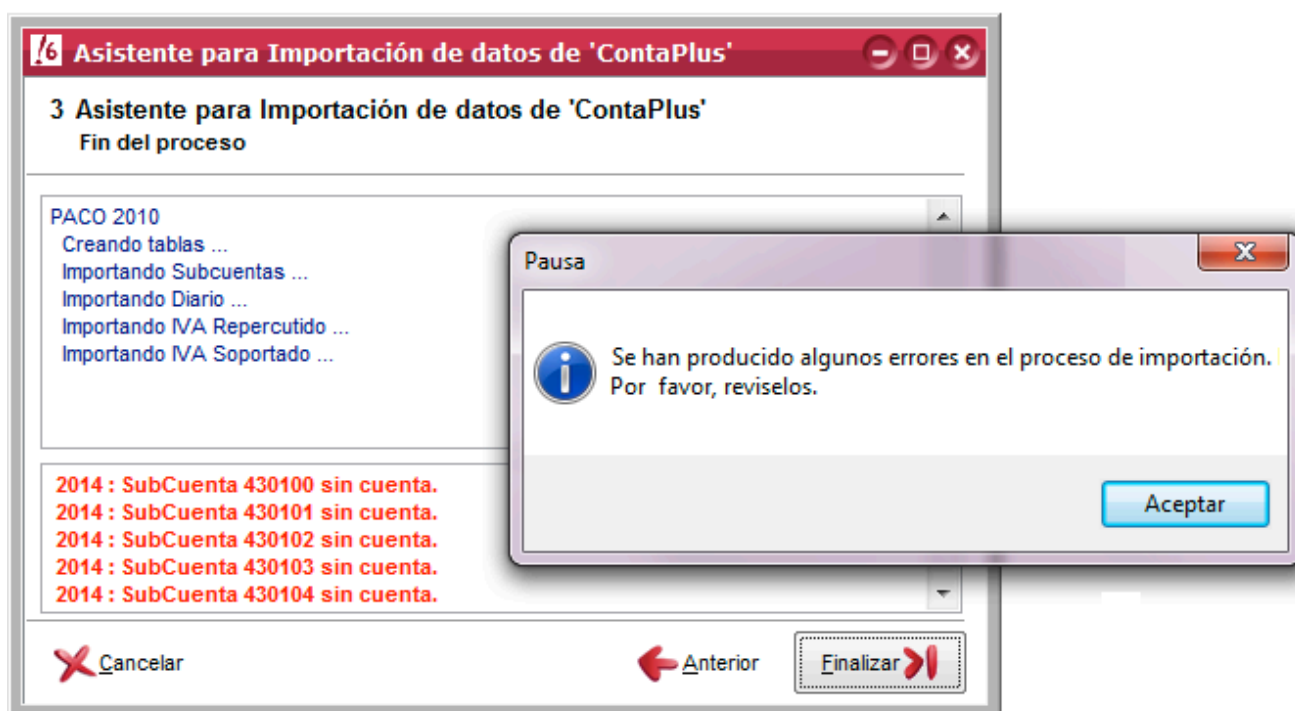 Asistente para Importación de datos de 'ContaPlus'
3 Asistente para Importación de datos de 'ContaPlus'
Fin del proceso
PACO 2010
Creando tablas ...
Importando Subcuentas ...
Importando Diario ...
Importando IVA Repercutido ...
Importando IVA Soportado ...
Pausa
Se han producido algunos errores en el proceso de importación.
Por favor, reviselos.
Aceptar
2014 : SubCuenta 430100 sin cuenta.
2014 : SubCuenta 430101 sin cuenta.
2014 : SubCuenta 430102 sin cuenta.
2014 : SubCuenta 430103 sin cuenta.
2014 : SubCuenta 430104 sin cuenta.
Cancelar
Anterior
Finalizar